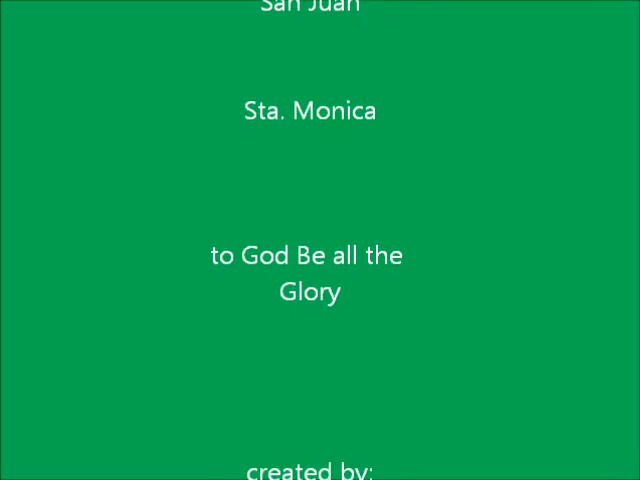 San Juan
Sta. Monica
to God Be all the
Glory
created by: